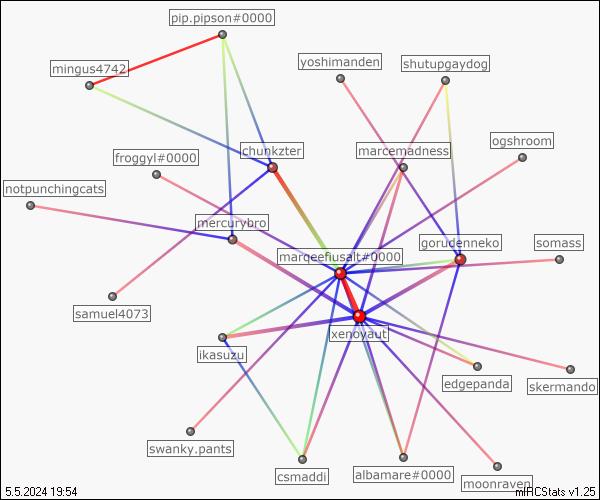 pip.pipson#0000
mingus4742
yoshimanden
shutupgaydog
ogshroom
chunkzter
marcemadness
froggyl#0000
notpunchingcats
mercurybro
gorudenneko
somass
marqeefiusalt#0000
samuel4073
xenoyaut
ikasuzu
edgepanda
skermando
swanky.pants
csmaddi
albamare#0000
moonraven
5.5.2024 19:54
mIRCStats v1.25